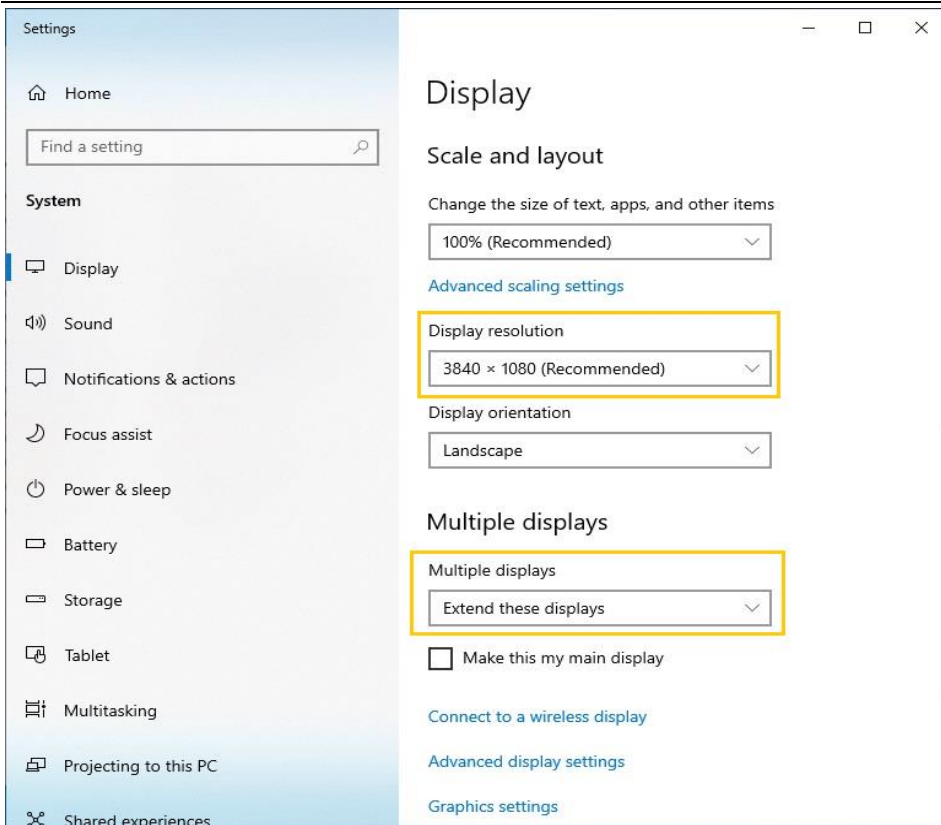 Settings
Home
Find a setting
System
Display
Sound
Notifications & actions
Focus assist
Power & sleep
Battery
Storage
Tablet
Multitasking
Projecting to this PC
Shared experiences
Display
Scale and layout
Change the size of text, apps, and other items
100% (Recommended)
Advanced scaling settings
Display resolution
3840 × 1080 (Recommended)
Display orientation
Landscape
Multiple displays
Multiple displays
Extend these displays
Make this my main display
Connect to a wireless display
Advanced display settings
Graphics settings